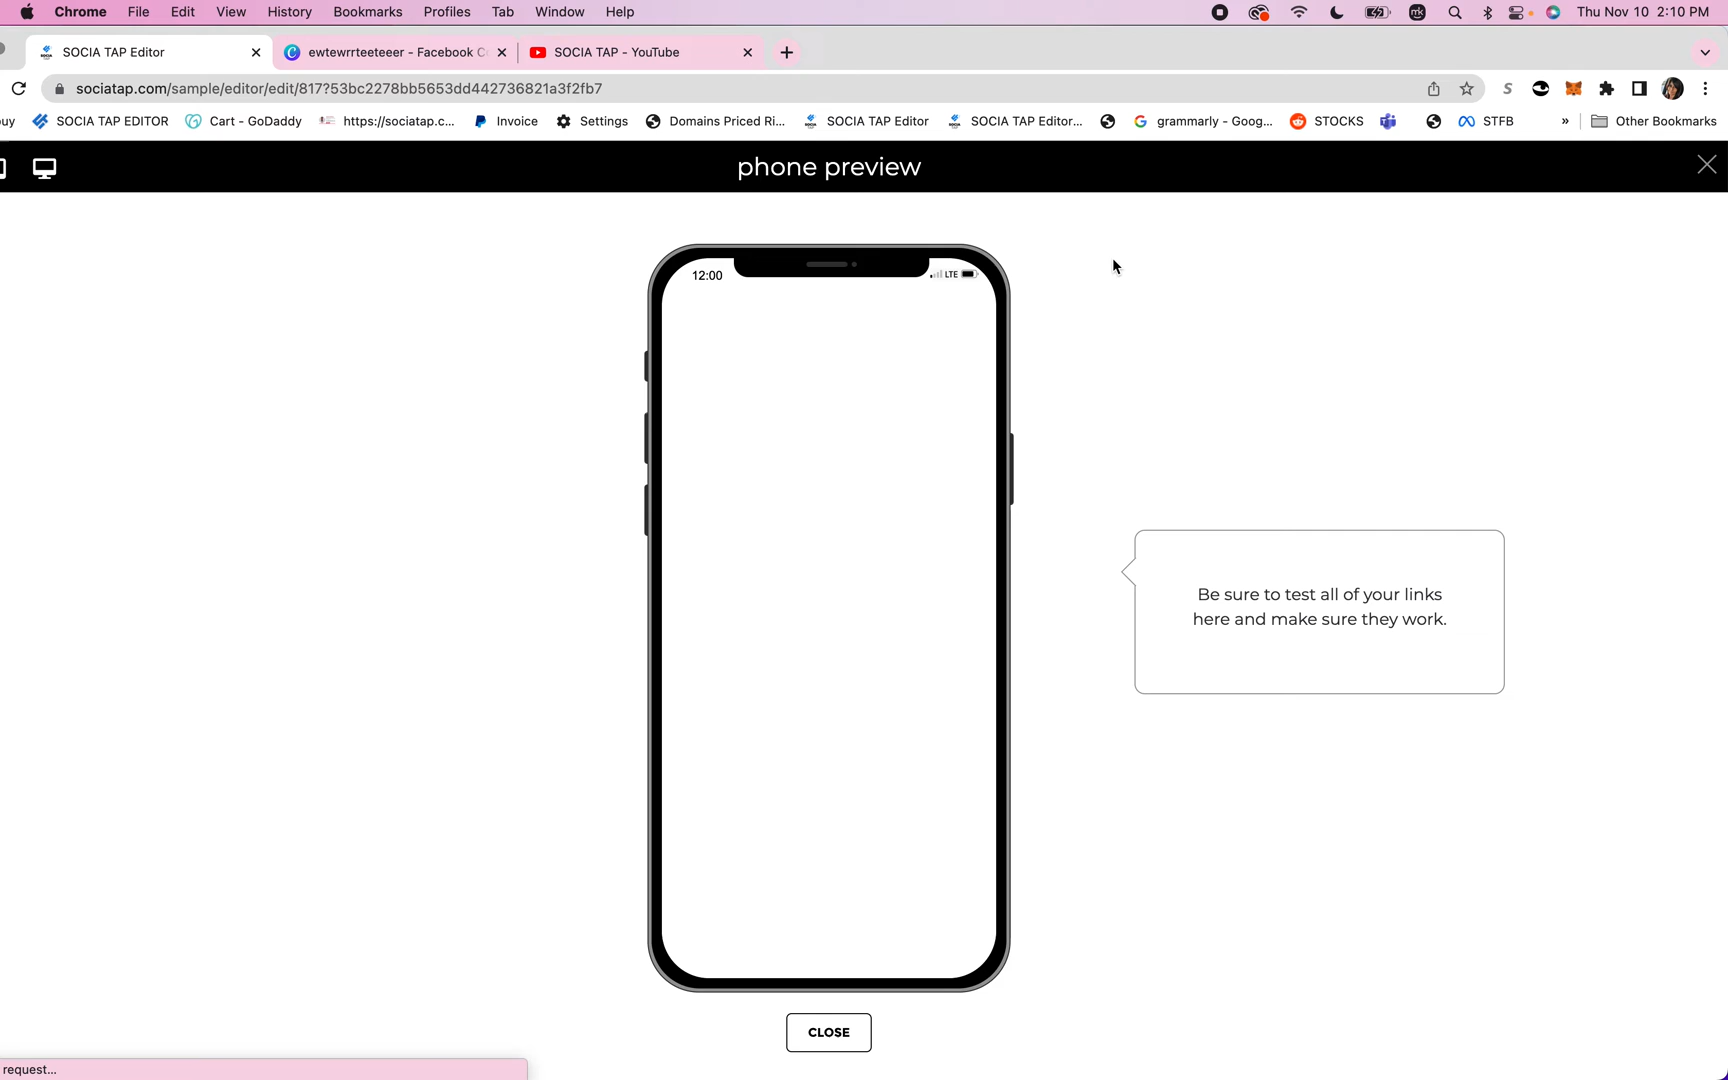 Chrome File Edit View History Bookmarks Profiles Tab Window Help Thu Nov 10 2:10 PM
SOCIA TAP Editor ewtewrrteeteeer - Facebook C SOCIA TAP - YouTube
sociatap.com/sample/editor/edit/817?53bc2278bb5653dd442736821a3f2fb7
uy SOCIA TAP EDITOR Cart - GoDaddy https://sociatap.c... Invoice Settings Domains Priced Ri... SOCIA TAP Editor SOCIA TAP Editor... grammarly - Goog... STOCKS STFB » Other Bookmarks
phone preview
12:00 LTE
Be sure to test all of your links
here and make sure they work.
CLOSE
request...